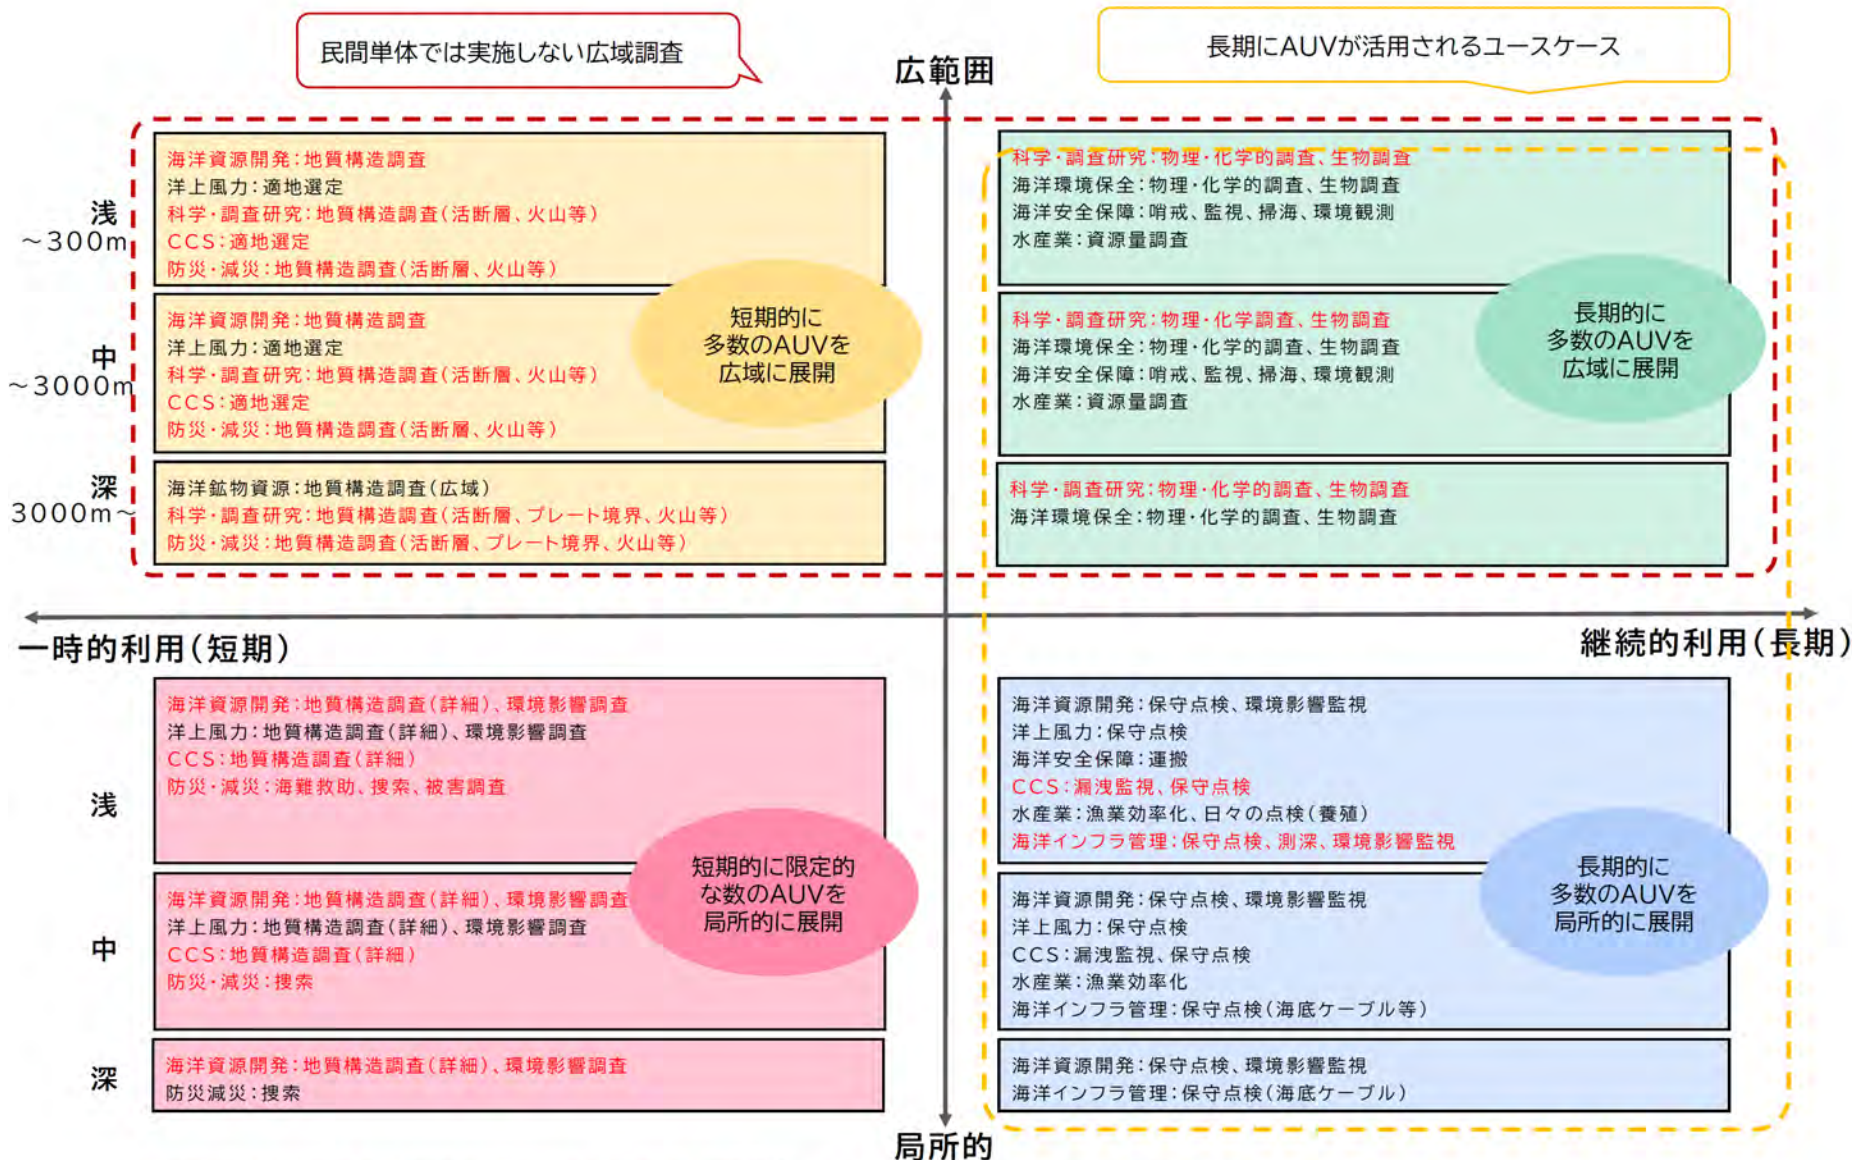 民間単体では実施しない広域調査
長期にAUVが活用されるユースケース
広範囲
浅
～300m
海洋資源開発：地質構造調査
洋上風力：適地選定
科学・調査研究：地質構造調査(活断層、火山等)
CCS：適地選定
防災・減災：地質構造調査(活断層、火山等)
科学・調査研究：物理・化学的調査、生物調査
海洋環境保全：物理・化学的調査、生物調査
海洋安全保障：哨戒、監視、掃海、環境観測
水産業：資源量調査
中
～3000m
海洋資源開発：地質構造調査
洋上風力：適地選定
科学・調査研究：地質構造調査(活断層、火山等)
CCS：適地選定
防災・減災：地質構造調査(活断層、火山等)
短期的に
多数のAUVを
広域に展開
科学・調査研究：物理・化学調査、生物調査
海洋環境保全：物理・化学的調査、生物調査
海洋安全保障：哨戒、監視、掃海、環境観測
水産業：資源量調査
長期的に
多数のAUVを
広域に展開
深
3000m～
海洋鉱物資源：地質構造調査(広域)
科学・調査研究：地質構造調査(活断層、プレート境界、火山等)
防災・減災：地質構造調査(活断層、プレート境界、火山等)
科学・調査研究：物理・化学的調査、生物調査
海洋環境保全：物理・化学的調査、生物調査
一時的利用(短期)
継続的利用(長期)
浅
海洋資源開発：地質構造調査(詳細)、環境影響調査
洋上風力：地質構造調査(詳細)、環境影響調査
CCS：地質構造調査(詳細)
防災・減災：海難救助、捜索、被害調査
海洋資源開発：保守点検、環境影響監視
洋上風力：保守点検
海洋安全保障：運搬
CCS：漏洩監視、保守点検
水産業：漁業効率化、日々の点検(養殖)
海洋インフラ管理：保守点検、測深、環境影響監視
中
海洋資源開発：地質構造調査(詳細)、環境影響調査
洋上風力：地質構造調査(詳細)、環境影響調査
CCS：地質構造調査(詳細)
防災・減災：捜索
短期的に限定的
な数のAUVを
局所的に展開
海洋資源開発：保守点検、環境影響監視
洋上風力：保守点検
CCS：漏洩監視、保守点検
水産業：漁業効率化
海洋インフラ管理：保守点検(海底ケーブル等)
長期的に
多数のAUVを
局所的に展開
深
海洋資源開発：地質構造調査(詳細)、環境影響調査
防災減災：捜索
海洋資源開発：保守点検、環境影響監視
海洋インフラ管理：保守点検(海底ケーブル)
局所的